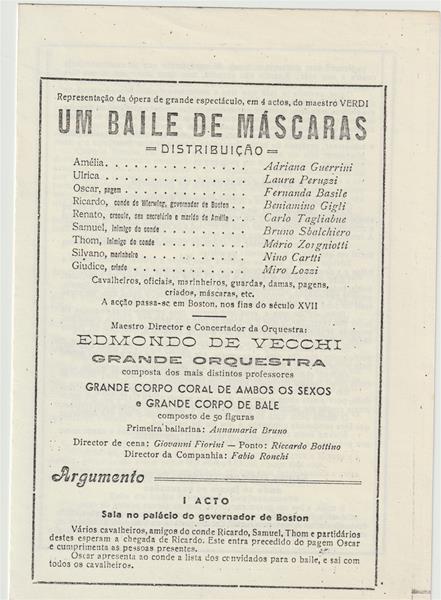 Representação da ópera de grande espectáculo, em 4 actos, do maestro VERDI
UM BAILE DE MÁSCARAS
= DISTRIBUIÇÃO =
Amélia. . . . . . . . . . . . . . Adriana Guerrini
Ulrica . . . . . . . . . . . . . . Laura Peruzzi
Oscar, pagem . . . . . . . . . . . . Fernanda Basile
Ricardo, conde de Wierwing, governador de Boston . . Beniamino Gigli
Renato, creoulo, seu secretário e marido de Amélia . . . Carlo Tagliabue
Samuel, inimigo do conde . . . . . . . . . Bruno Sbalchiero
Thom, inimigo do conde . . . . . . . . . . Mário Zorgniotti
Silvano, marinheiro . . . . . . . . . . . Nino Cartti
Giudice, criado . . . . . . . . . . . . Miro Lozzi
Cavalheiros, oficiais, marinheiros, guardas, damas, pagens,
criados, máscaras, etc.
A acção passa-se em Boston, nos fins do século XVII
Maestro Director e Concertador da Orquestra:
EDMONDO DE VECCHI
GRANDE ORQUESTRA
composta dos mais distintos professores
GRANDE CORPO CORAL DE AMBOS OS SEXOS
e GRANDE CORPO DE BALE
composto de 50 figuras
Primeira bailarina: Annamaria Bruno
Director de cena: Giovanni Fiorini — Ponto: Riccardo Bottino
Director da Companhia: Fabio Ronchi
Argumento
I ACTO
Sala no palácio do governador de Boston
Vários cavalheiros, amigos do conde Ricardo, Samuel, Thom e partidários
destes esperam a chegada de Ricardo. Este entra precedido do pagem Oscar
e cumprimenta as pessoas presentes.
Oscar apresenta ao conde a lista dos convidados para o baile, e sai com
todos os cavalheiros.